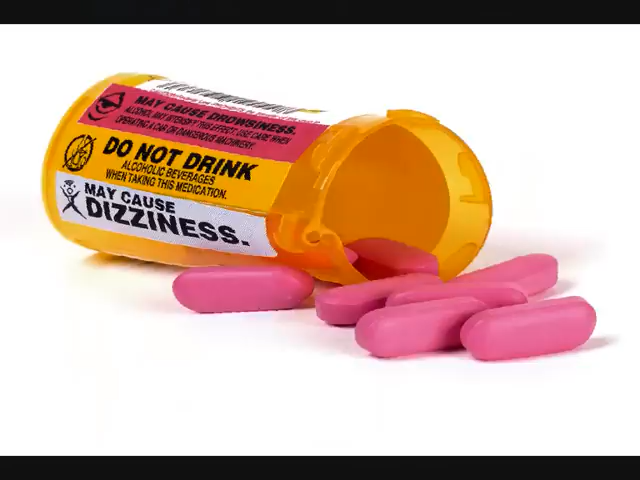 MAY CAUSE DROWSINESS.
ALCOHOL MAY INTENSIFY THIS EFFECT. USE CARE WHEN
OPERATING A CAR OR DANGEROUS MACHINERY.
DO NOT DRINK
ALCOHOLIC BEVERAGES
WHEN TAKING THIS MEDICATION.
MAY CAUSE
DIZZINESS.